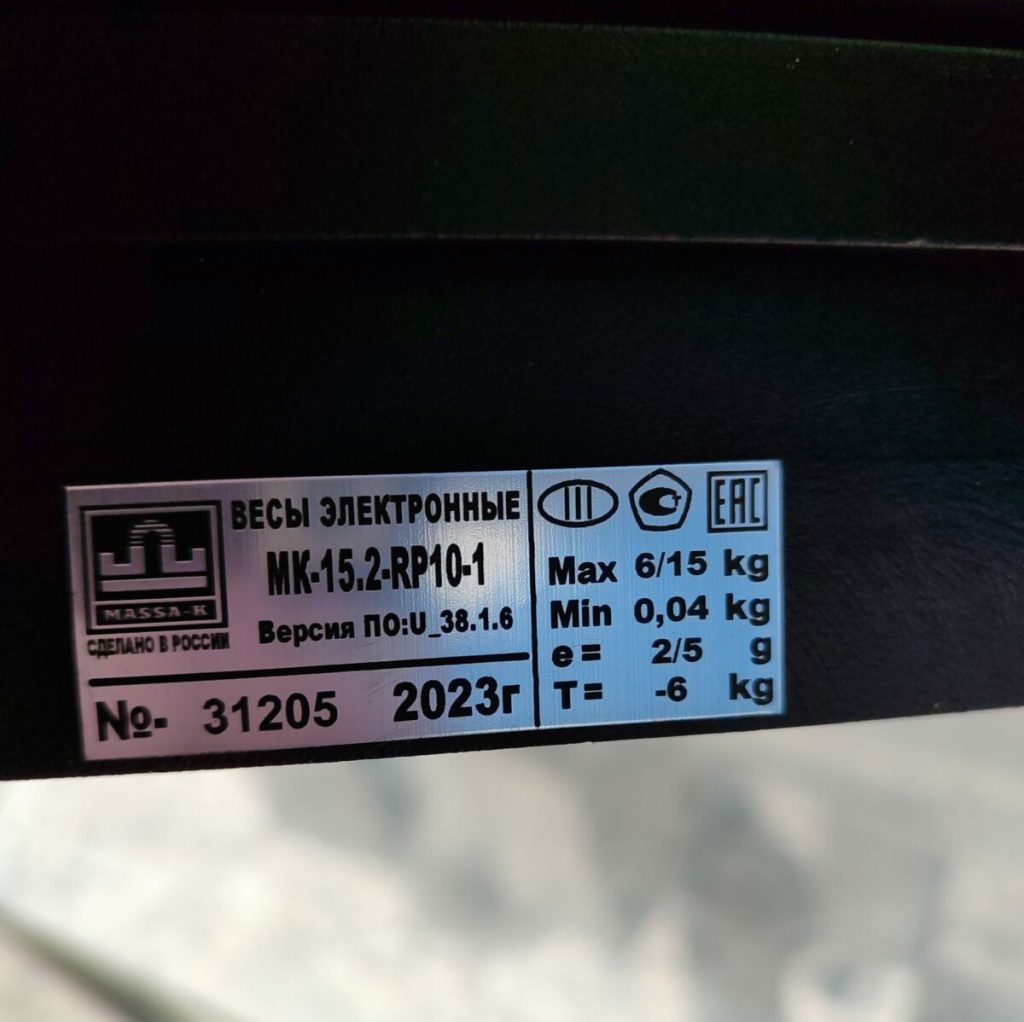 ВЕСЫ ЭЛЕКТРОННЫЕ
МК-15.2-RP10-1
Версия ПО:U_38.1.6
MASSA-K
СДЕЛАНО В РОССИИ
№- 31205 2023г
III
EAC
Max 6/15 kg
Min 0,04 kg
e= 2/5 g
T= -6 kg